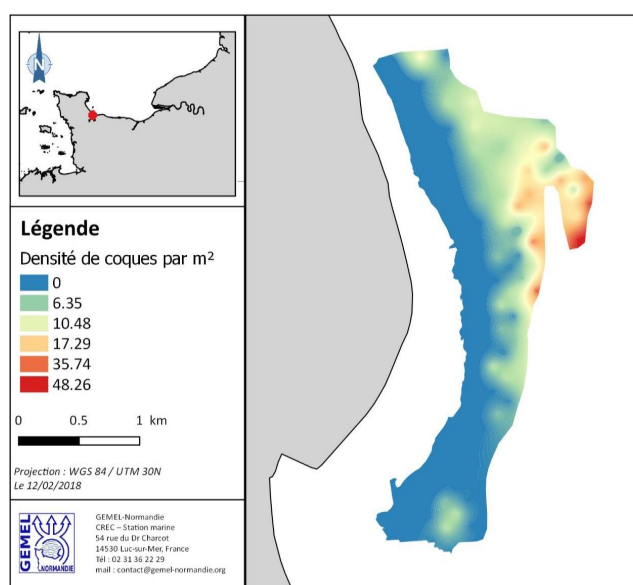 N
Légende
Densité de coques par m²
0
6.35
10.48
17.29
35.74
48.26
0 0.5 1 km
Projection : WGS 84 / UTM 30N
Le 12/02/2018
GEMEL
NORMANDIE
GEMEL-Normandie
CREC – Station marine
54 rue du Dr Charcot
14530 Luc-sur-Mer, France
Tél : 02 31 36 22 29
mail : contact@gemel-normandie.org